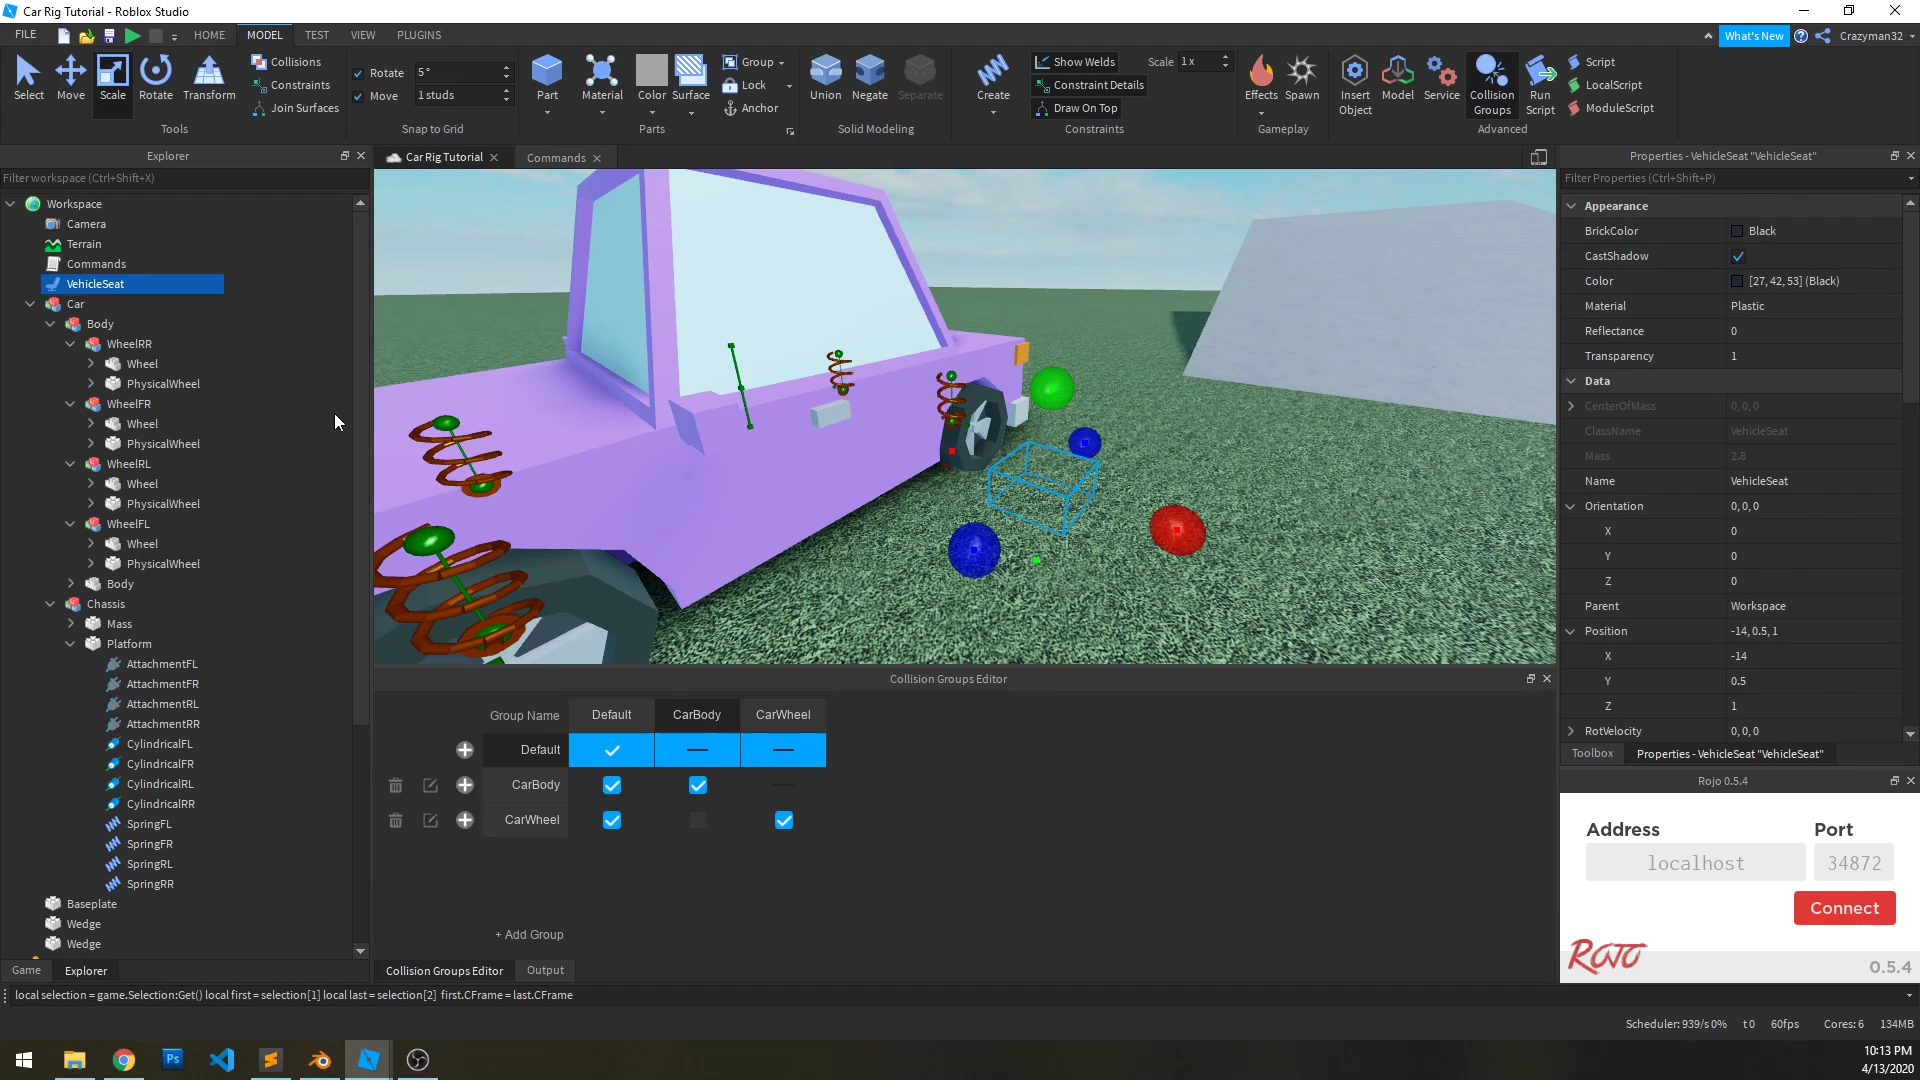 Car Rig Tutorial - Roblox Studio
FILE
HOME
MODEL
TEST
VIEW
PLUGINS
What's New
Crazyman32
Select
Move
Scale
Rotate
Transform
Collisions
Constraints
Join Surfaces
Tools
Rotate
5°
Move
1 studs
Snap to Grid
Part
Material
Color
Surface
Group
Lock
Anchor
Parts
Union
Negate
Separate
Solid Modeling
Create
Show Welds
Constraint Details
Draw On Top
Scale
1x
Constraints
Effects
Spawn
Gameplay
Insert
Object
Model
Service
Collision
Groups
Run
Script
Script
LocalScript
ModuleScript
Advanced
Explorer
Filter workspace (Ctrl+Shift+X)
Workspace
Camera
Terrain
Commands
VehicleSeat
Car
Body
WheelRR
Wheel
PhysicalWheel
WheelFR
Wheel
PhysicalWheel
WheelRL
Wheel
PhysicalWheel
WheelFL
Wheel
PhysicalWheel
Body
Chassis
Mass
Platform
AttachmentFL
AttachmentFR
AttachmentRL
AttachmentRR
CylindricalFL
CylindricalFR
CylindricalRL
CylindricalRR
SpringFL
SpringFR
SpringRL
SpringRR
Baseplate
Wedge
Wedge
Game
Explorer
Car Rig Tutorial
Commands
Collision Groups Editor
Group Name
Default
CarBody
CarWheel
Default
CarBody
CarWheel
+ Add Group
Collision Groups Editor
Output
Properties - VehicleSeat "VehicleSeat"
Filter Properties (Ctrl+Shift+P)
Appearance
BrickColor
Black
CastShadow
Color
[27, 42, 53] (Black)
Material
Plastic
Reflectance
0
Transparency
1
Data
CenterOfMass
0, 0, 0
ClassName
VehicleSeat
Mass
2.8
Name
VehicleSeat
Orientation
0, 0, 0
X
0
Y
0
Z
0
Parent
Workspace
Position
-14, 0.5, 1
X
-14
Y
0.5
Z
1
RotVelocity
0, 0, 0
Toolbox
Properties - VehicleSeat "VehicleSeat"
Rojo 0.5.4
Address
Port
localhost
34872
Connect
ROJO
0.5.4
local selection = game.Selection:Get() local first = selection[1] local last = selection[2] first.CFrame = last.CFrame
Scheduler: 939/s 0%
t 0
60fps
Cores: 6
134MB
Ps
10:13 PM
4/13/2020